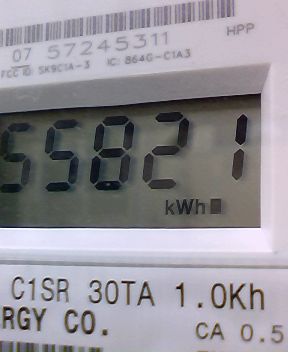 HPP
07 57245311
FCC ID: SK9C1A-3 IC: 864G-C1A3
55821
kWh
C1SR 30TA 1.0Kh
RGY CO.
CA 0.5